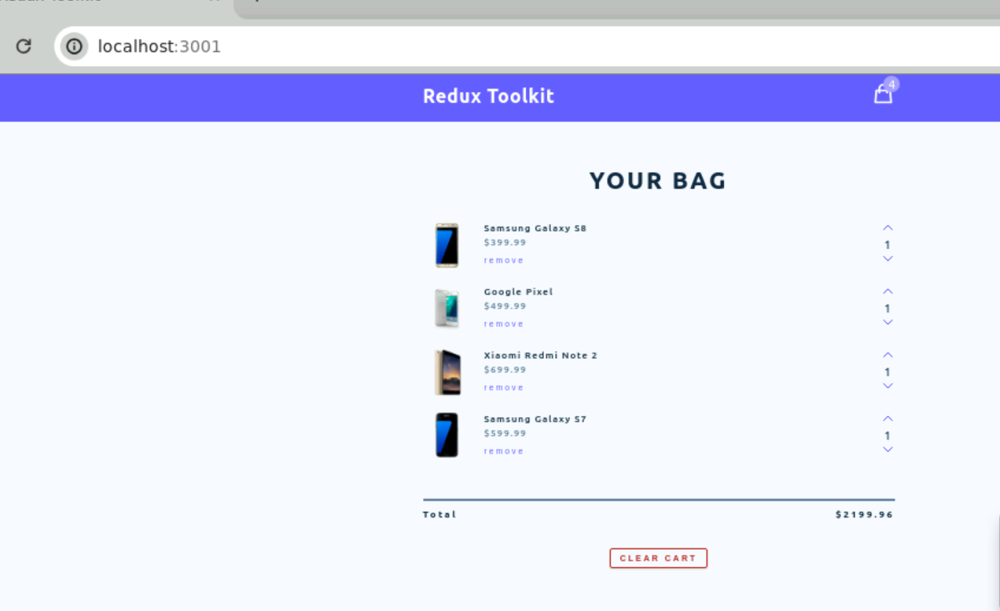 localhost:3001
Redux Toolkit
4
YOUR BAG
Samsung Galaxy S8
$399.99
remove
1
Google Pixel
$499.99
remove
1
Xiaomi Redmi Note 2
$699.99
remove
1
Samsung Galaxy S7
$599.99
remove
1
Total $2199.96
CLEAR CART